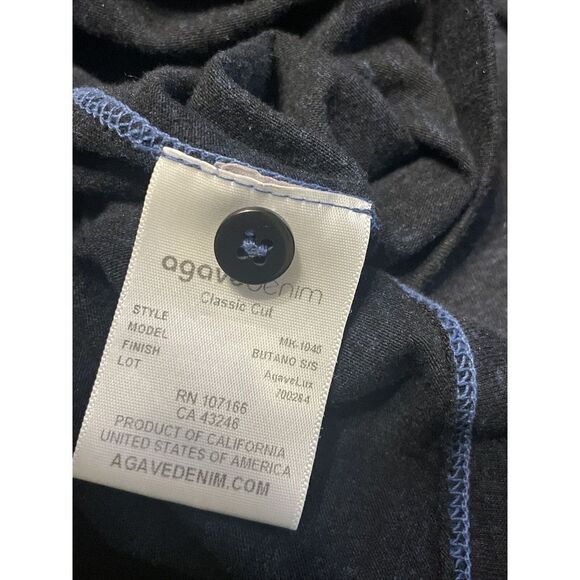 agavedenim
Classic Cut
STYLE MK-1046
MODEL BUTANO S/S
FINISH AgaveLux
LOT 700284
RN 107166
CA 43246
PRODUCT OF CALIFORNIA
UNITED STATES OF AMERICA
AGAVEDENIM.COM